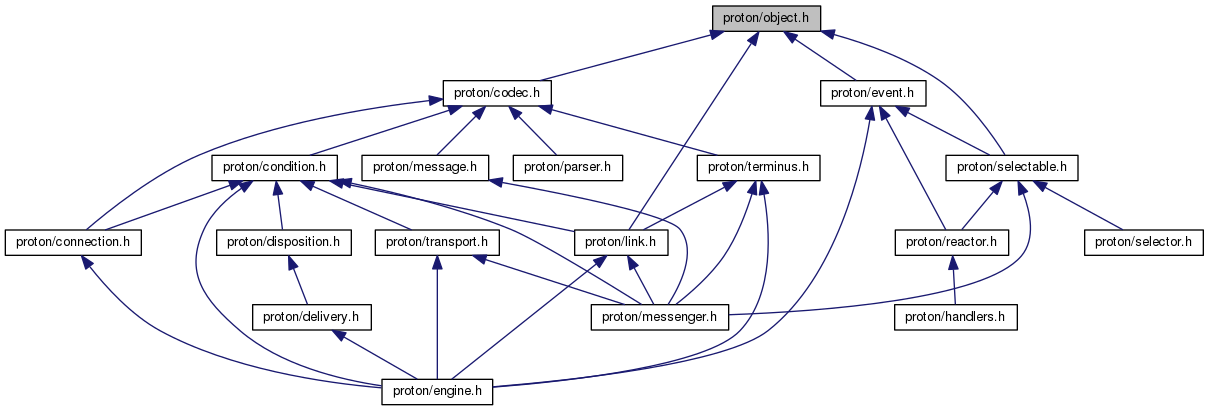 proton/object.h
proton/codec.h
proton/event.h
proton/condition.h
proton/message.h
proton/parser.h
proton/terminus.h
proton/selectable.h
proton/connection.h
proton/disposition.h
proton/transport.h
proton/link.h
proton/reactor.h
proton/selector.h
proton/delivery.h
proton/messenger.h
proton/handlers.h
proton/engine.h